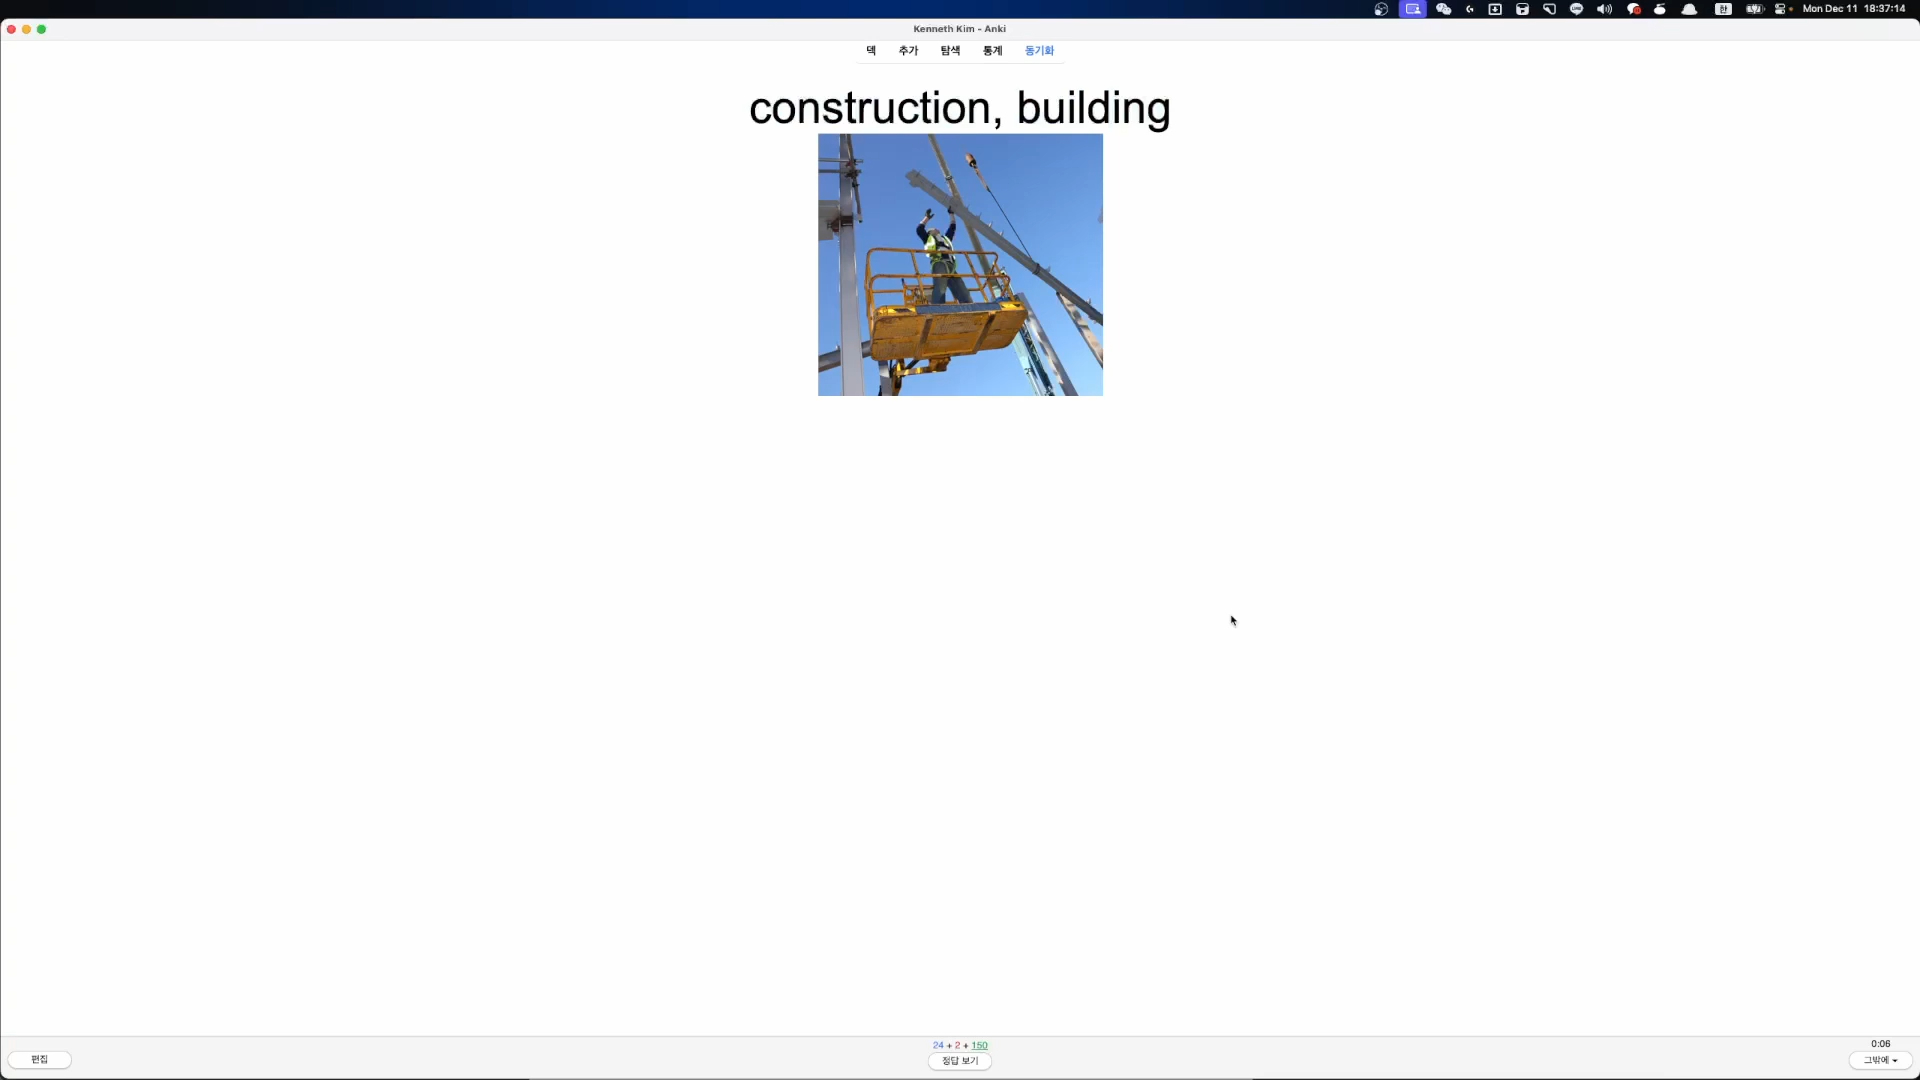 Mon Dec 11 18:37:14
Kenneth Kim - Anki
덱 추가 탐색 통계 동기화
construction, building
24 + 2 + 150
0:06
편집
정답 보기
그밖에